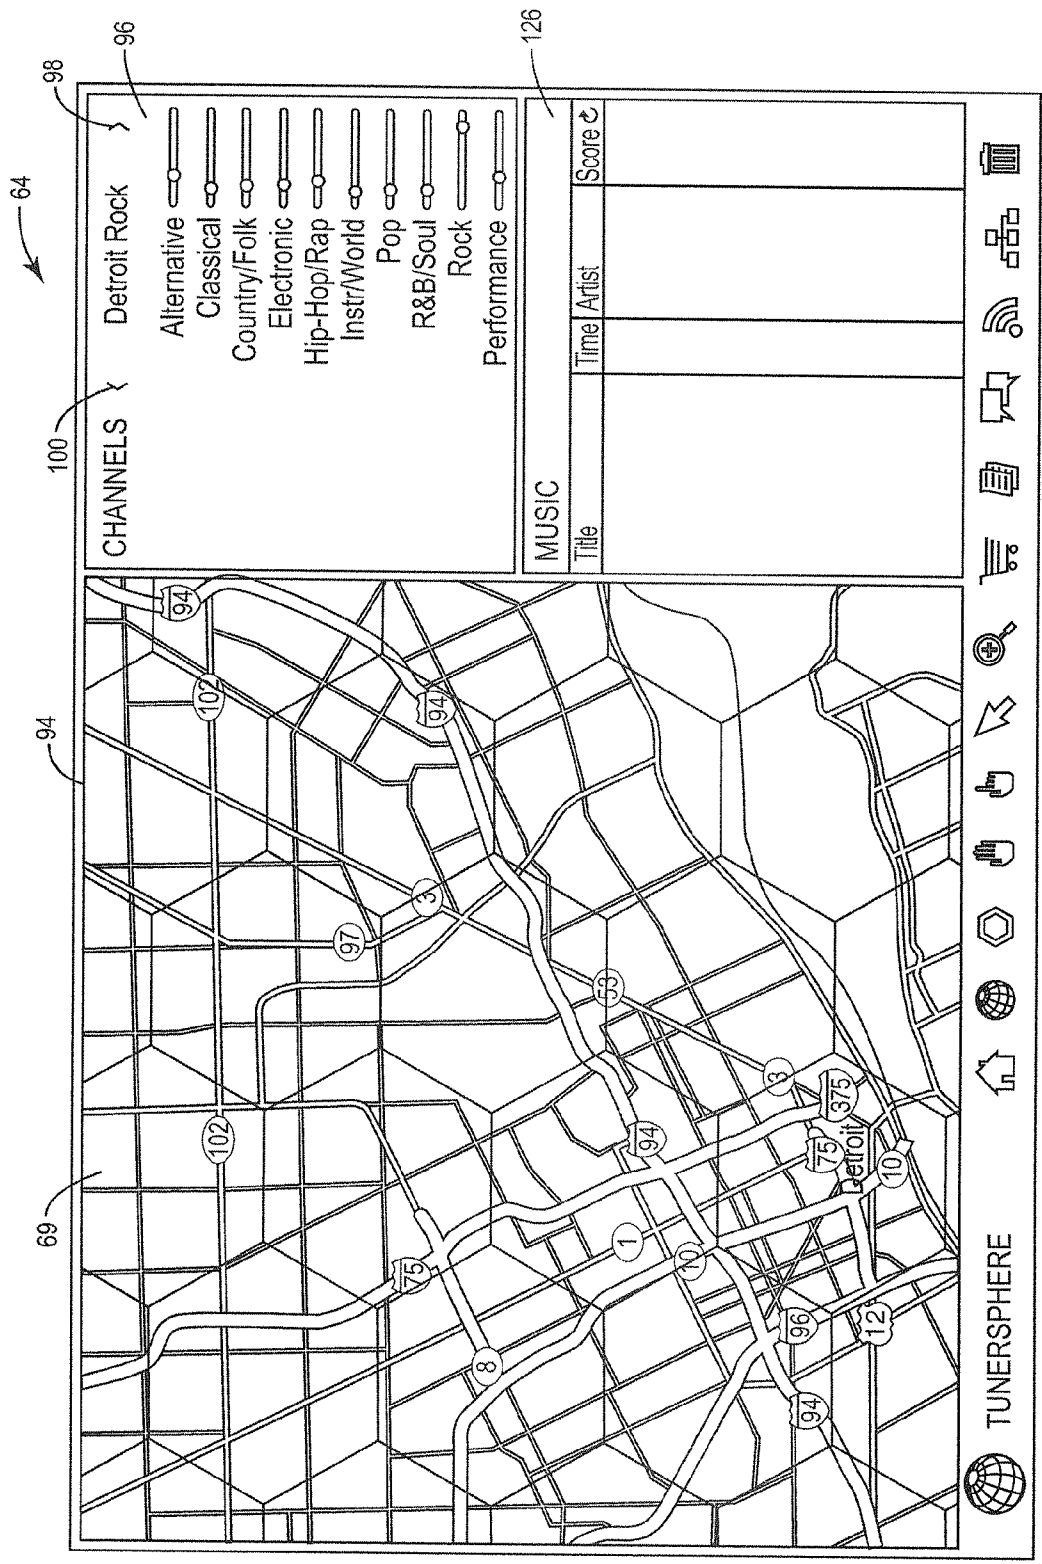 64
94
100
98
96
69
126
CHANNELS
Detroit Rock
Alternative
Classical
Country/Folk
Electronic
Hip-Hop/Rap
Instr/World
Pop
R&B/Soul
Rock
Performance
MUSIC
Title Time Artist Score
94
102
94
97
3
53
102
94
3
375
75
Detroit
10
75
1
10
8
96
12
94
TUNERSPHERE